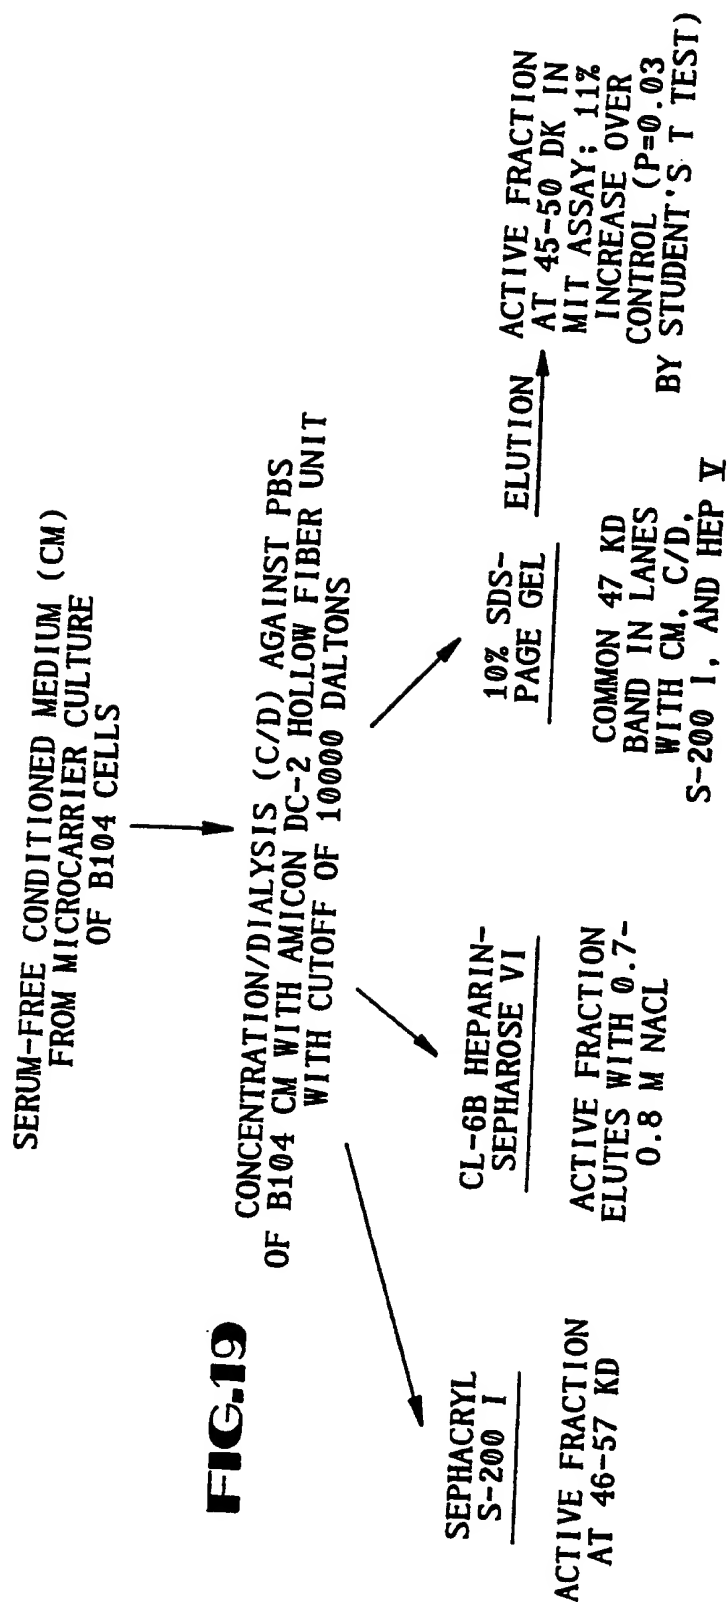 SERUM-FREE CONDITIONED MEDIUM (CM)
FROM MICROCARRIER CULTURE
OF B104 CELLS
FIG.19
CONCENTRATION/DIALYSIS (C/D) AGAINST PBS
OF B104 CM WITH AMICON DC-2 HOLLOW FIBER UNIT
WITH CUTOFF OF 10000 DALTONS
SEPHACRYL
S-200 I
ACTIVE FRACTION
AT 46-57 KD
CL-6B HEPARIN-
SEPHAROSE VI
ACTIVE FRACTION
ELUTES WITH 0.7-
0.8 M NACL
10% SDS-
PAGE GEL
COMMON 47 KD
BAND IN LANES
WITH CM, C/D,
S-200 I, AND HEP V
ELUTION
ACTIVE FRACTION
AT 45-50 DK IN
MIT ASSAY; 11%
INCREASE OVER
CONTROL (P=0.03
BY STUDENT'S T TEST)